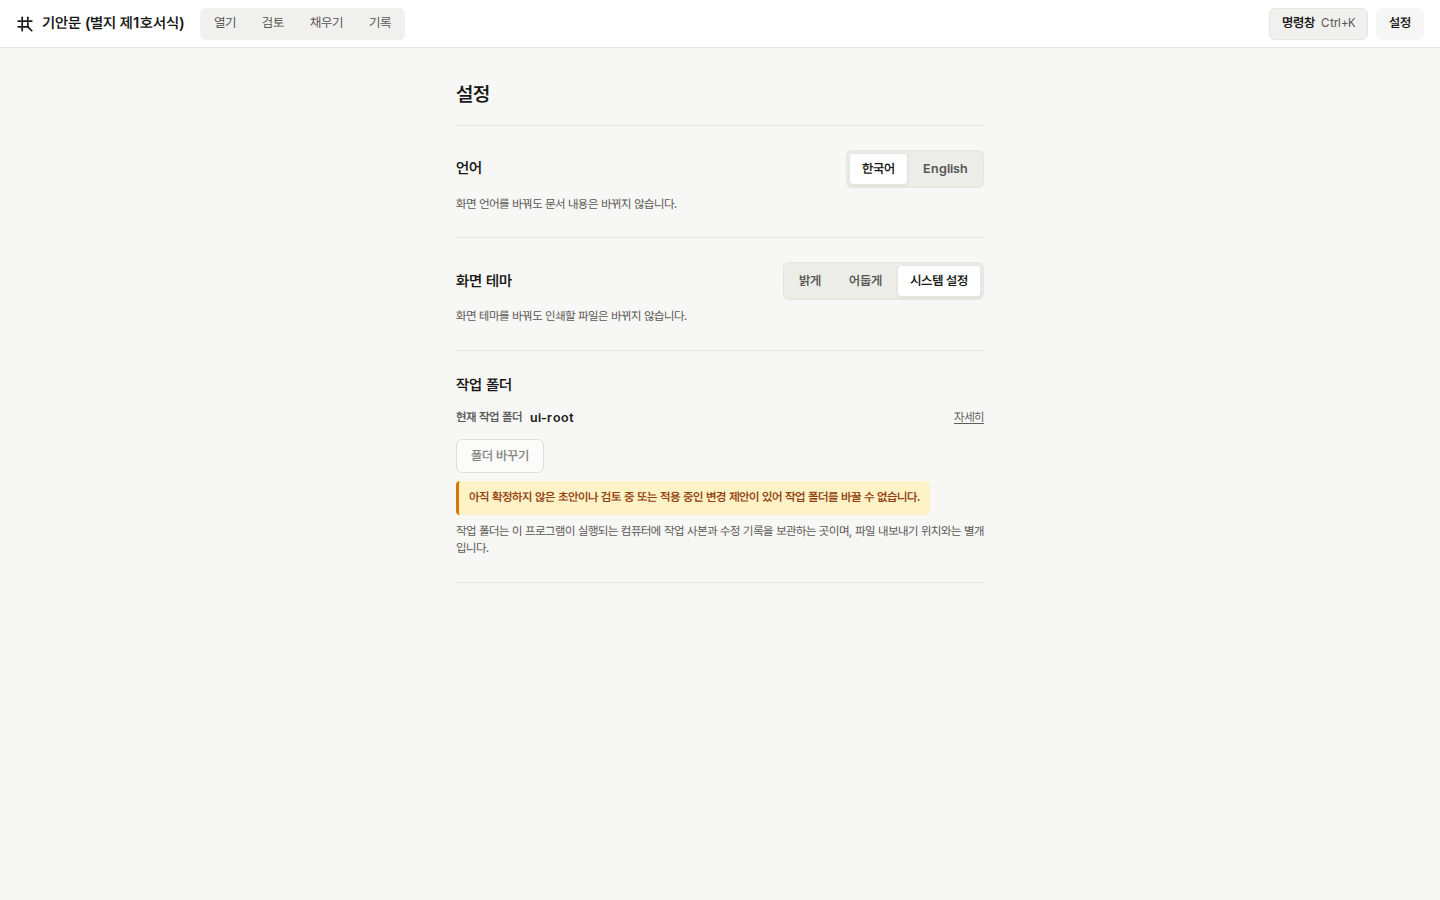 기안문 (별지 제1호서식)
열기 검토 채우기 기록
명령창 Ctrl+K 설정
설정
언어
한국어 English
화면 언어를 바꿔도 문서 내용은 바뀌지 않습니다.
화면 테마
밝게 어둡게 시스템 설정
화면 테마를 바꿔도 인쇄할 파일은 바뀌지 않습니다.
작업 폴더
현재 작업 폴더 ui-root 자세히
폴더 바꾸기
아직 확정하지 않은 초안이나 검토 중 또는 적용 중인 변경 제안이 있어 작업 폴더를 바꿀 수 없습니다.
작업 폴더는 이 프로그램이 실행되는 컴퓨터에 작업 사본과 수정 기록을 보관하는 곳이며, 파일 내보내기 위치와는 별개
입니다.